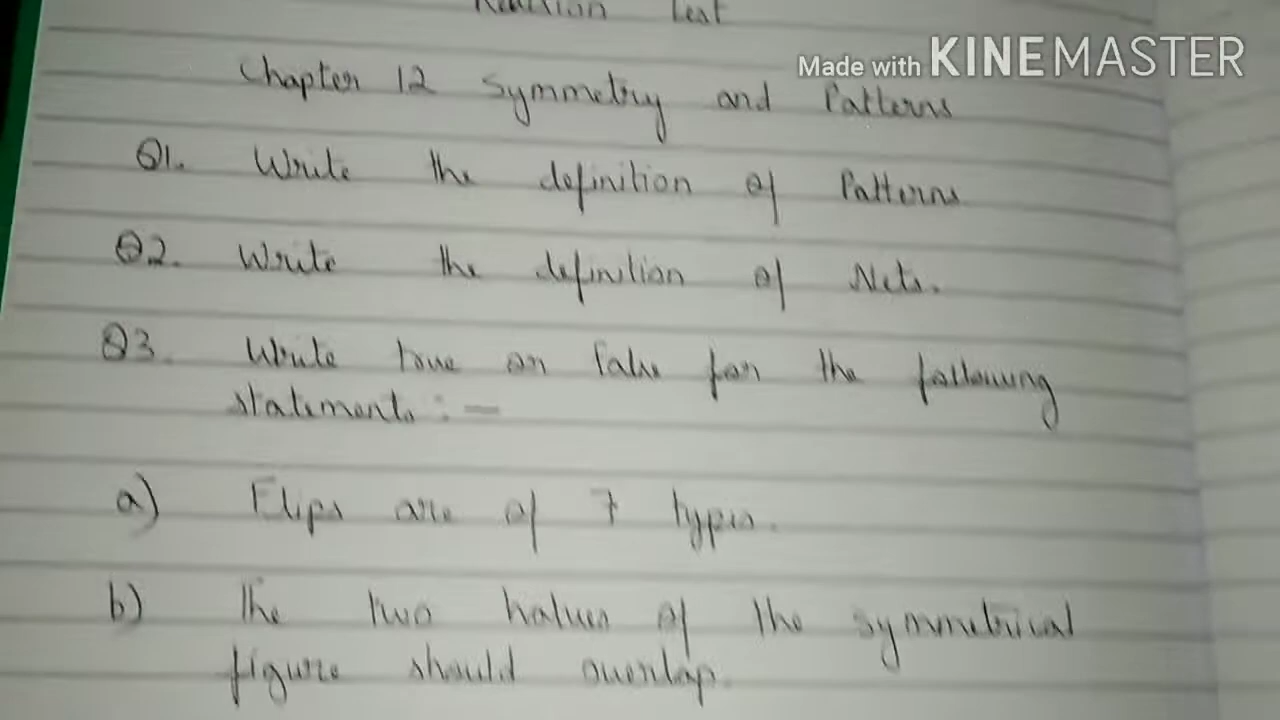 Test
Made with KINEMASTER
Chapter 12 Symmetry and Patterns
Q1. Write the definition of Patterns
Q2. Write the definition of Nets.
Q3. Write true or false for the following
statements : —
a) Flips are of 7 types.
b) The two halves of the symmetrical
figure should overlap.